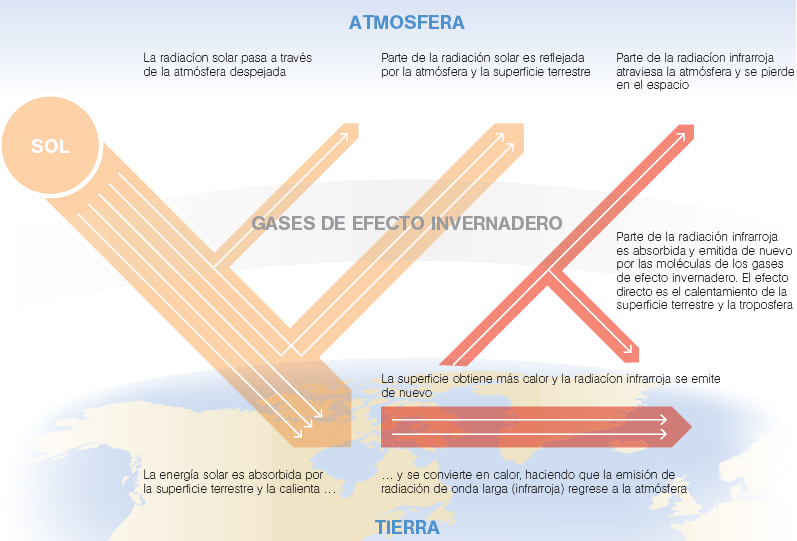 ATMOSFERA
La radiacíon solar pasa a través
de la atmósfera despejada
Parte de la radiación solar es reflejada
por la atmósfera y la superficie terrestre
Parte de la radiacíon infrarroja
atraviesa la atmósfera y se pierde
en el espacio
SOL
GASES DE EFECTO INVERNADERO
Parte de la radiación infrarroja
es absorbida y emitida de nuevo
por las moléculas de los gases
de efecto invernadero. El efecto
directo es el calentamiento de la
superficie terrestre y la troposfera
La superficie obtiene más calor y la radiacíon infrarroja se emite
de nuevo
La energía solar es absorbida por
la superficie terrestre y la calienta ...
... y se convierte en calor, haciendo que la emisión de
radiación de onda larga (infrarroja) regrese a la atmósfera
TIERRA